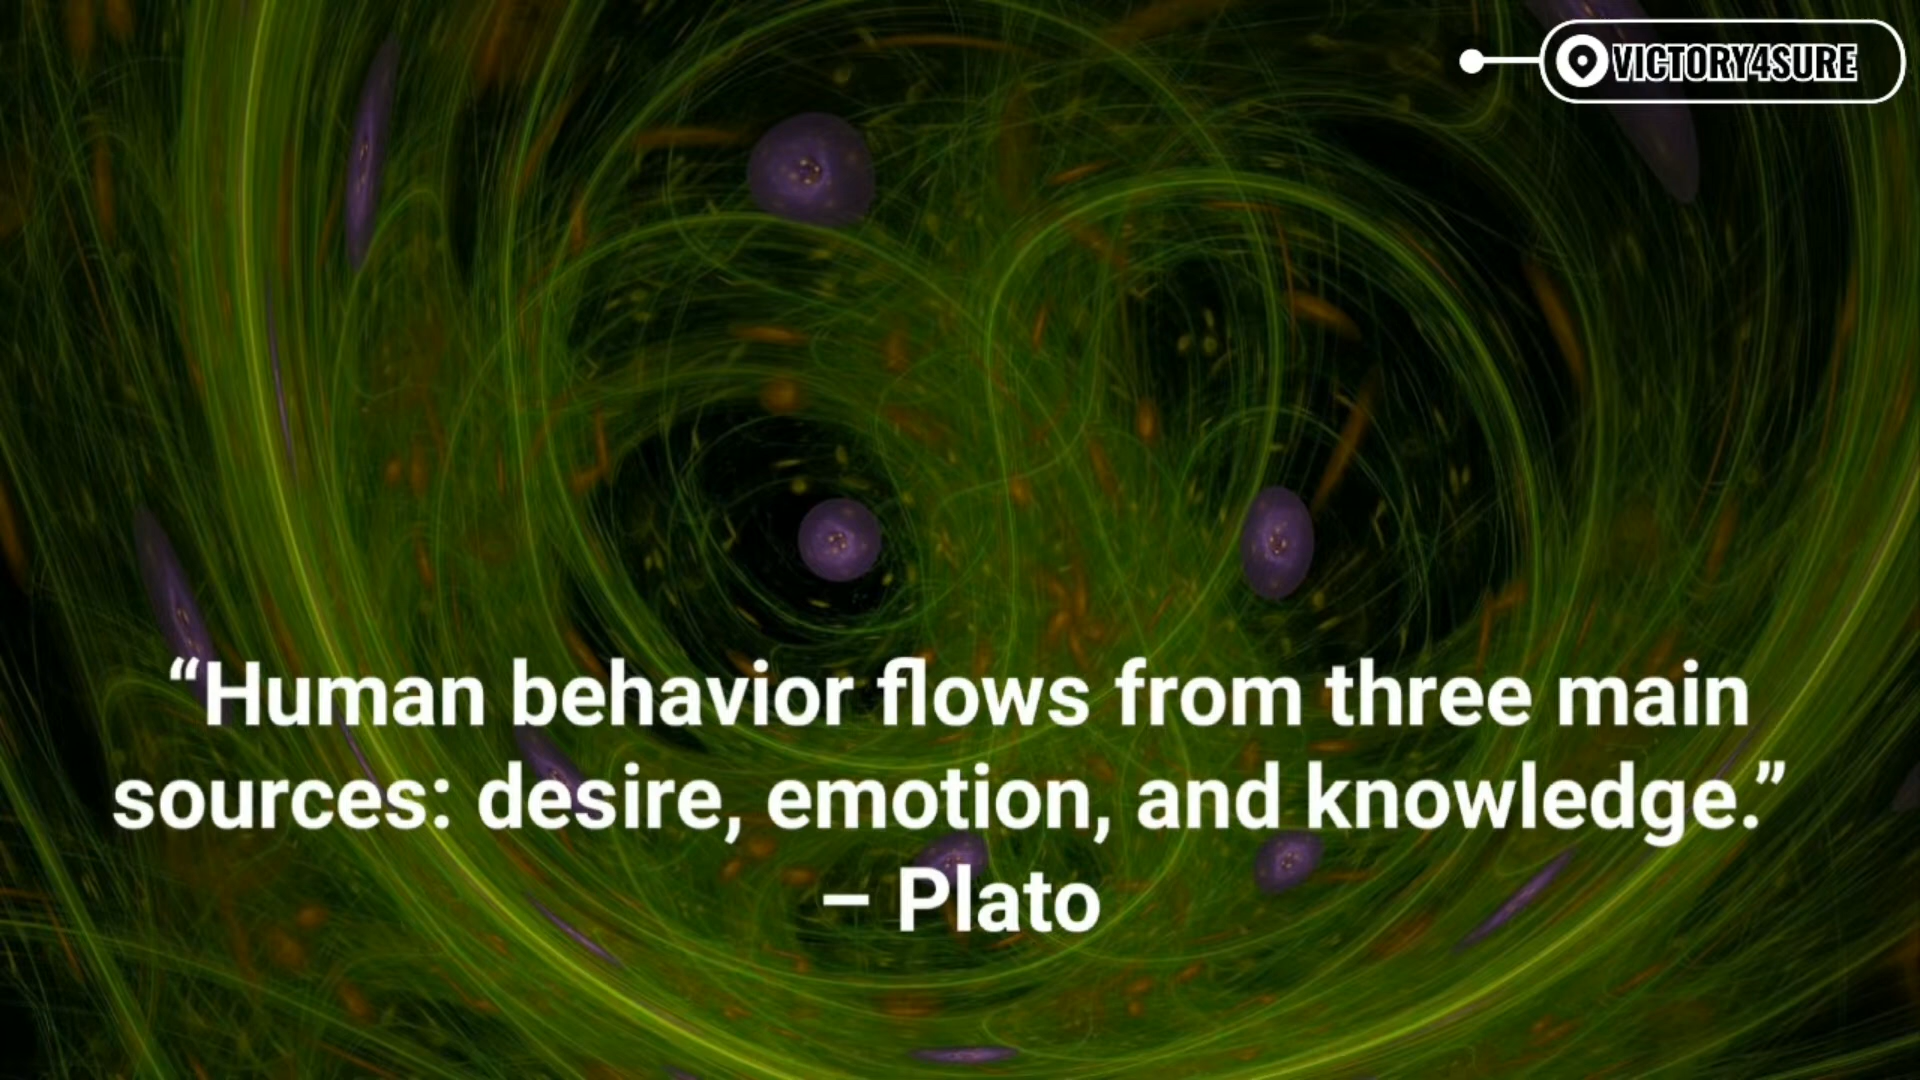 VICTORY4SURE
“Human behavior flows from three main
sources: desire, emotion, and knowledge.”
– Plato